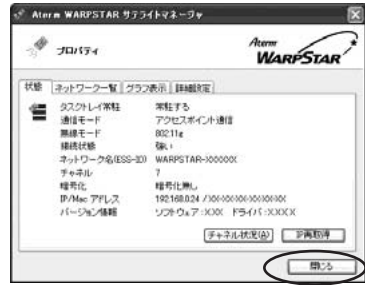 Aterm WARPSTAR サテライトマネージャ
プロパティ
Aterm
WARPSTAR
状態 ネットワーク一覧 グラフ表示 詳細設定
タスクトレイ常駐 常駐する
通信モード アクセスポイント通信
無線モード 802.11g
接続状態 強い
ネットワーク名(ESS-ID) WARPSTAR-XXXXXX
チャネル 7
暗号化 暗号化無し
IP/Mac アドレス 192.168.0.24 / XX-XX-XX-XX-XX-XX
バージョン情報 ソフトウェア:XXX ドライバ:XXXXX
チャネル状況(A) IP再取得
閉じる